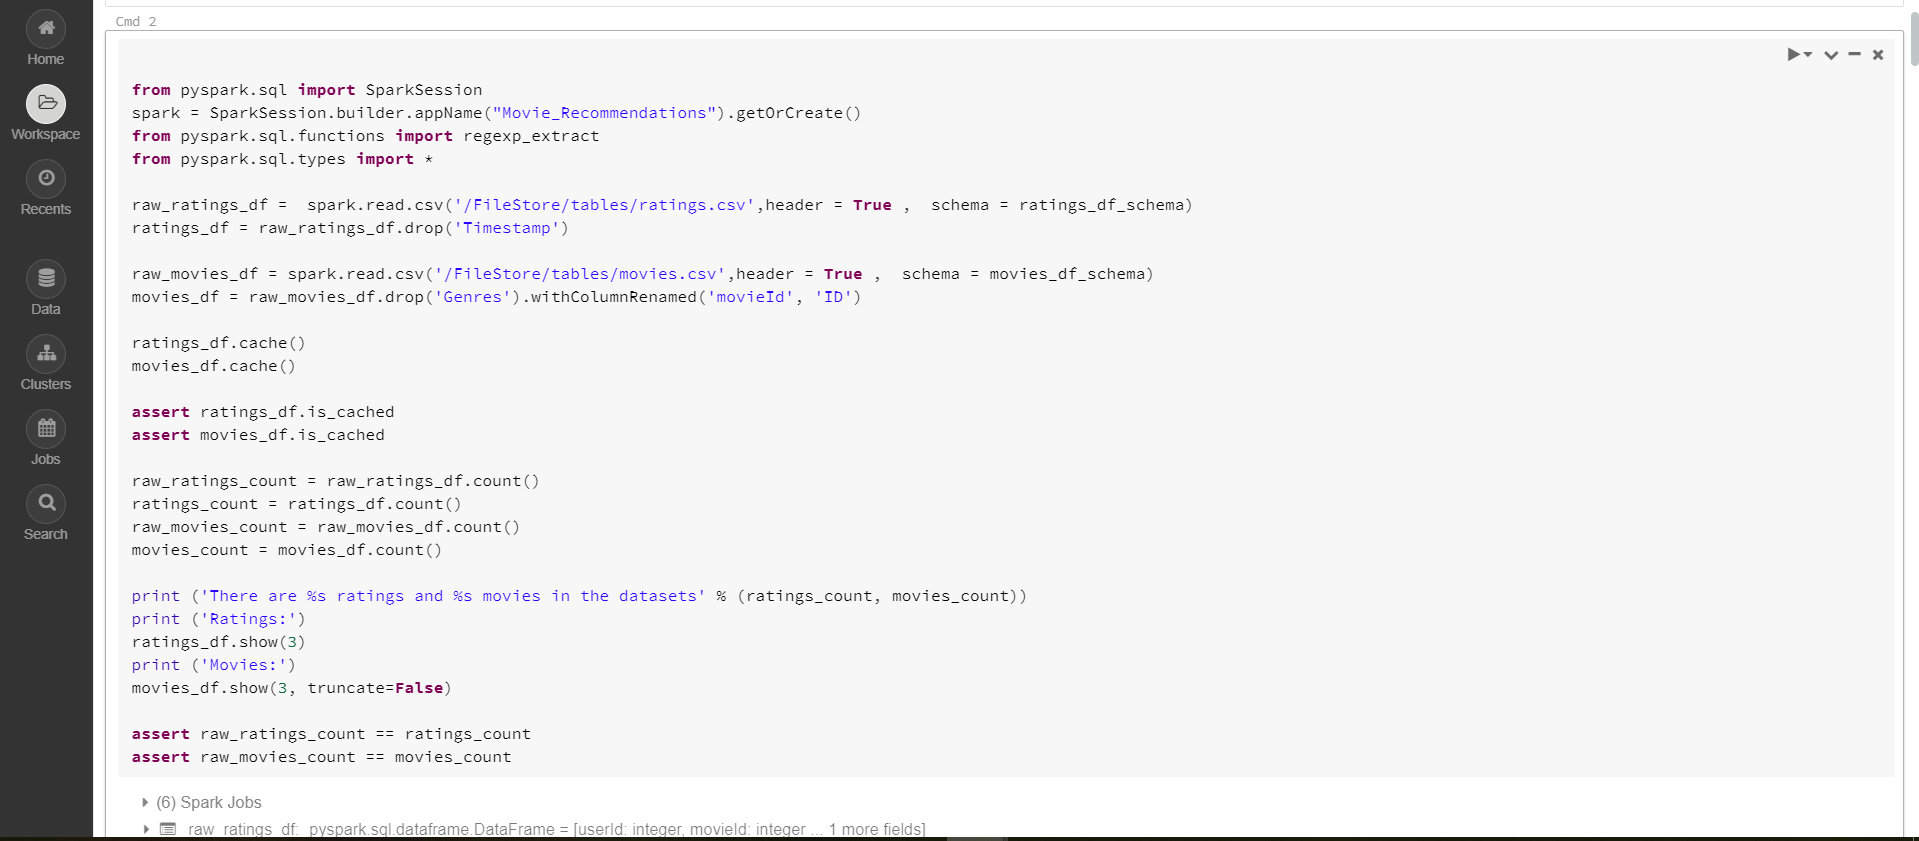 Home
Workspace
Recents
Data
Clusters
Jobs
Search
Cmd 2
from pyspark.sql import SparkSession
spark = SparkSession.builder.appName("Movie_Recommendations").getOrCreate()
from pyspark.sql.functions import regexp_extract
from pyspark.sql.types import *
raw_ratings_df =  spark.read.csv('/FileStore/tables/ratings.csv',header = True ,  schema = ratings_df_schema)
ratings_df = raw_ratings_df.drop('Timestamp')
raw_movies_df = spark.read.csv('/FileStore/tables/movies.csv',header = True ,  schema = movies_df_schema)
movies_df = raw_movies_df.drop('Genres').withColumnRenamed('movieId', 'ID')
ratings_df.cache()
movies_df.cache()
assert ratings_df.is_cached
assert movies_df.is_cached
raw_ratings_count = raw_ratings_df.count()
ratings_count = ratings_df.count()
raw_movies_count = raw_movies_df.count()
movies_count = movies_df.count()
print ('There are %s ratings and %s movies in the datasets' % (ratings_count, movies_count))
print ('Ratings:')
ratings_df.show(3)
print ('Movies:')
movies_df.show(3, truncate=False)
assert raw_ratings_count == ratings_count
assert raw_movies_count == movies_count
(6) Spark Jobs
raw_ratings_df: pyspark.sql.dataframe.DataFrame = [userId: integer, movieId: integer ... 1 more fields]